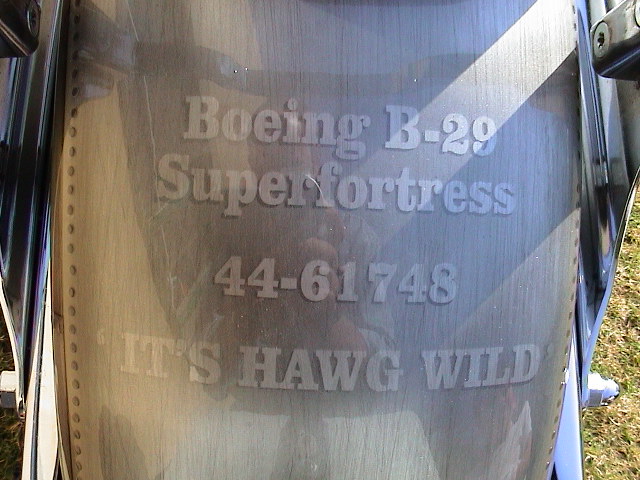 Boeing B-29
Superfortress
44-61748
'IT'S HAWG WILD'